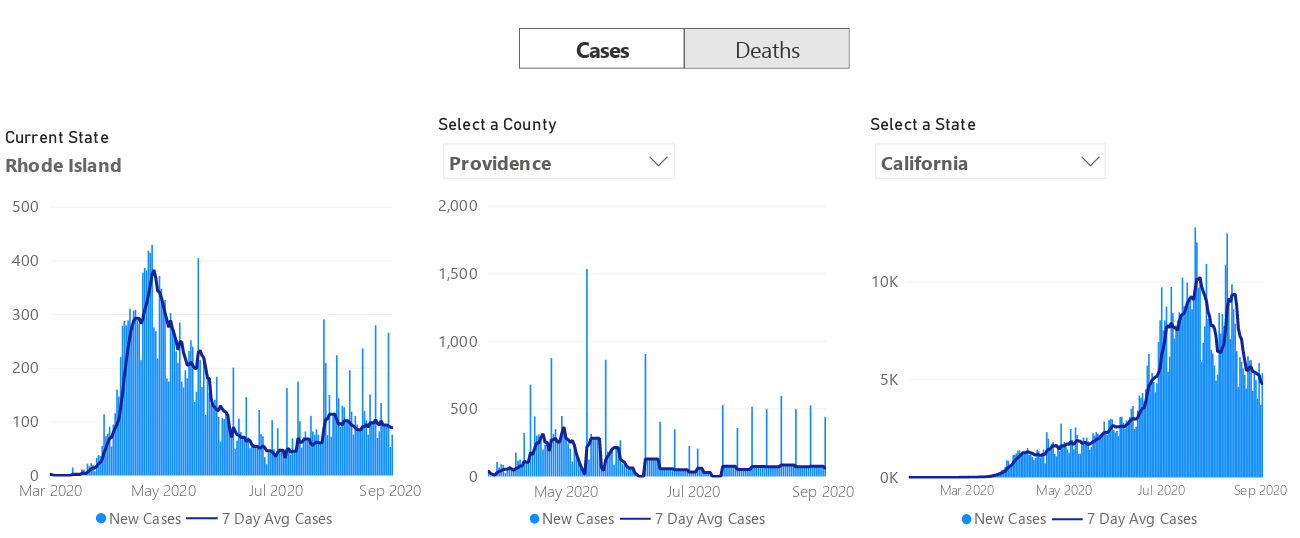 Cases Deaths
Current State
Rhode Island
500
400
300
200
100
0
Mar 2020 May 2020 Jul 2020 Sep 2020
New Cases 7 Day Avg Cases
Select a County
Providence
2,000
1,500
1,000
500
0
May 2020 Jul 2020 Sep 2020
New Cases 7 Day Avg Cases
Select a State
California
10K
5K
0K
Mar 2020 May 2020 Jul 2020 Sep 2020
New Cases 7 Day Avg Cases